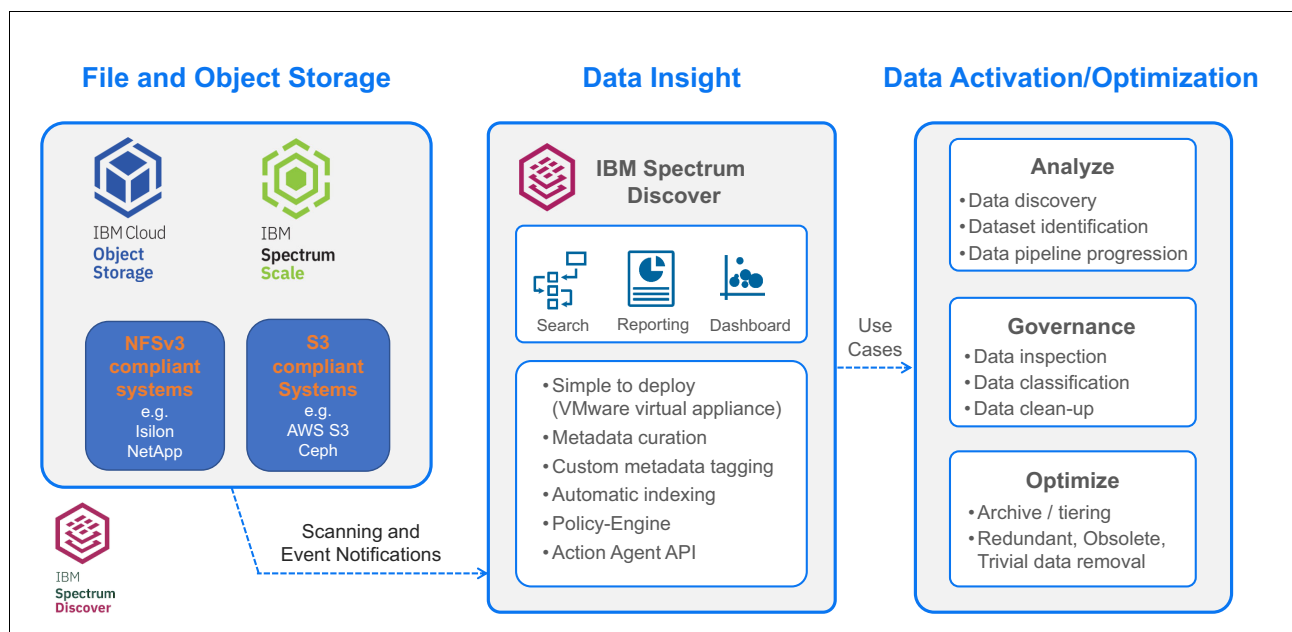 File and Object Storage
IBM Cloud
Object
Storage
IBM
Spectrum
Scale
NFSv3
compliant
systems
e.g.
Isilon
NetApp
S3
compliant
Systems
e.g.
AWS S3
Ceph
IBM
Spectrum
Discover
Scanning and
Event Notifications
Data Insight
IBM Spectrum
Discover
Search
Reporting
Dashboard
• Simple to deploy
(VMware virtual appliance)
• Metadata curation
• Custom metadata tagging
• Automatic indexing
• Policy-Engine
• Action Agent API
Use
Cases
Data Activation/Optimization
Analyze
• Data discovery
• Dataset identification
• Data pipeline progression
Governance
• Data inspection
• Data classification
• Data clean-up
Optimize
• Archive / tiering
• Redundant, Obsolete,
Trivial data removal